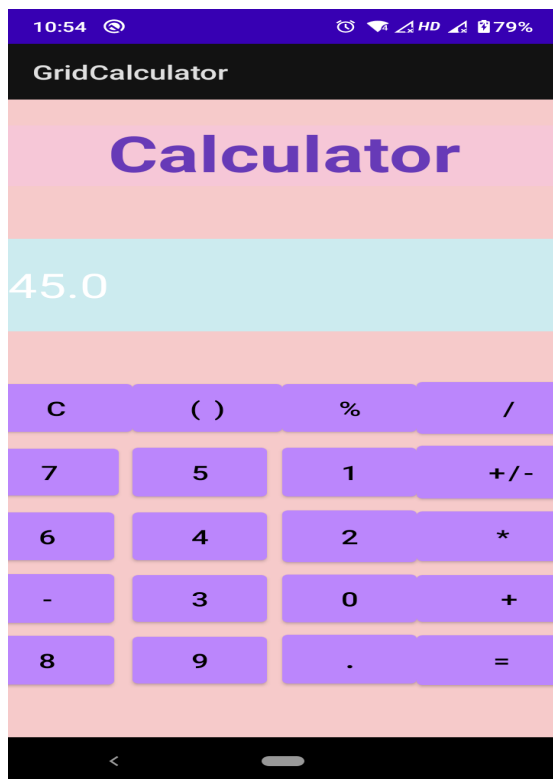 10:54 HD 79%
GridCalculator
Calculator
45.0
C ( ) % /
7 5 1 +/-
6 4 2 *
- 3 0 +
8 9 . =